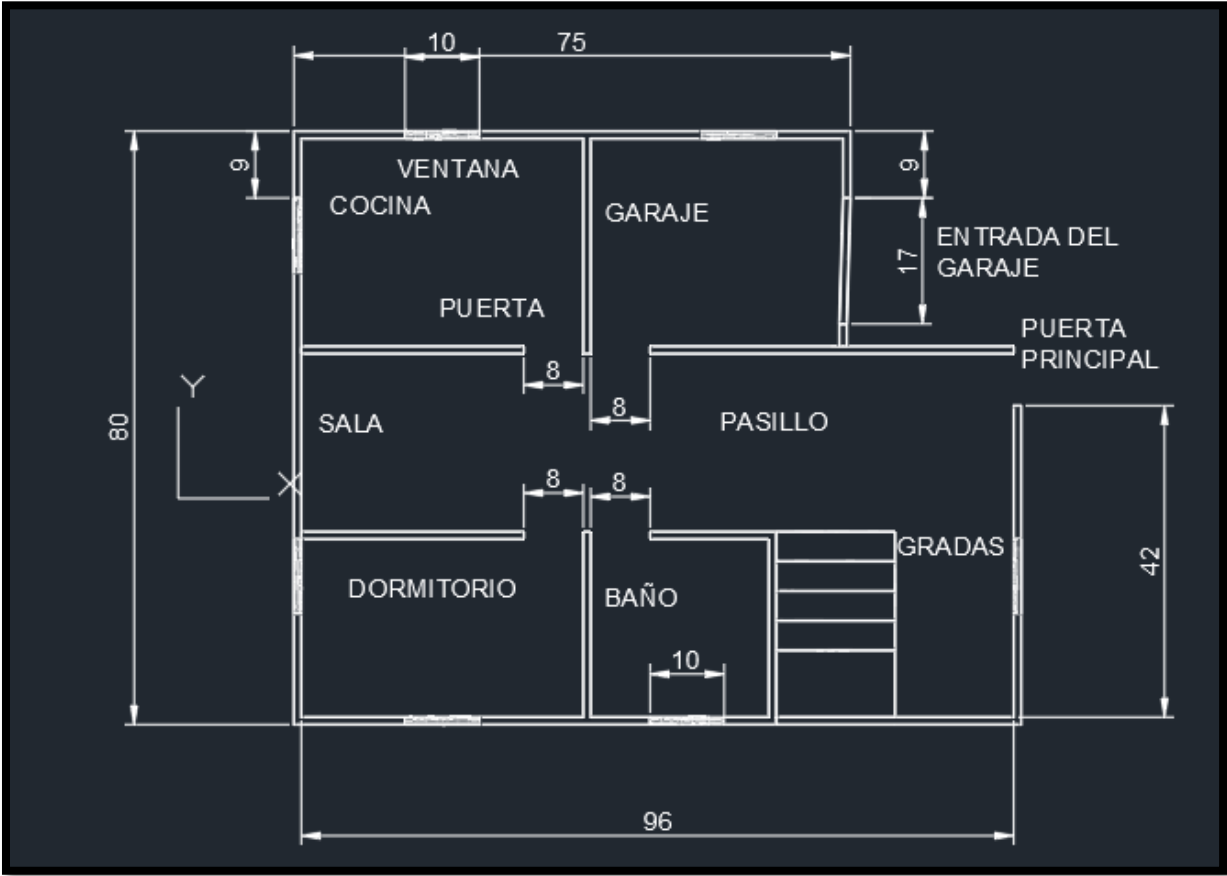 10
75
9
9
VENTANA
COCINA
GARAJE
ENTRADA DEL
GARAJE
17
PUERTA
PUERTA
PRINCIPAL
8
8
Y
80
SALA
PASILLO
X
8
8
GRADAS
42
DORMITORIO
BAÑO
10
96